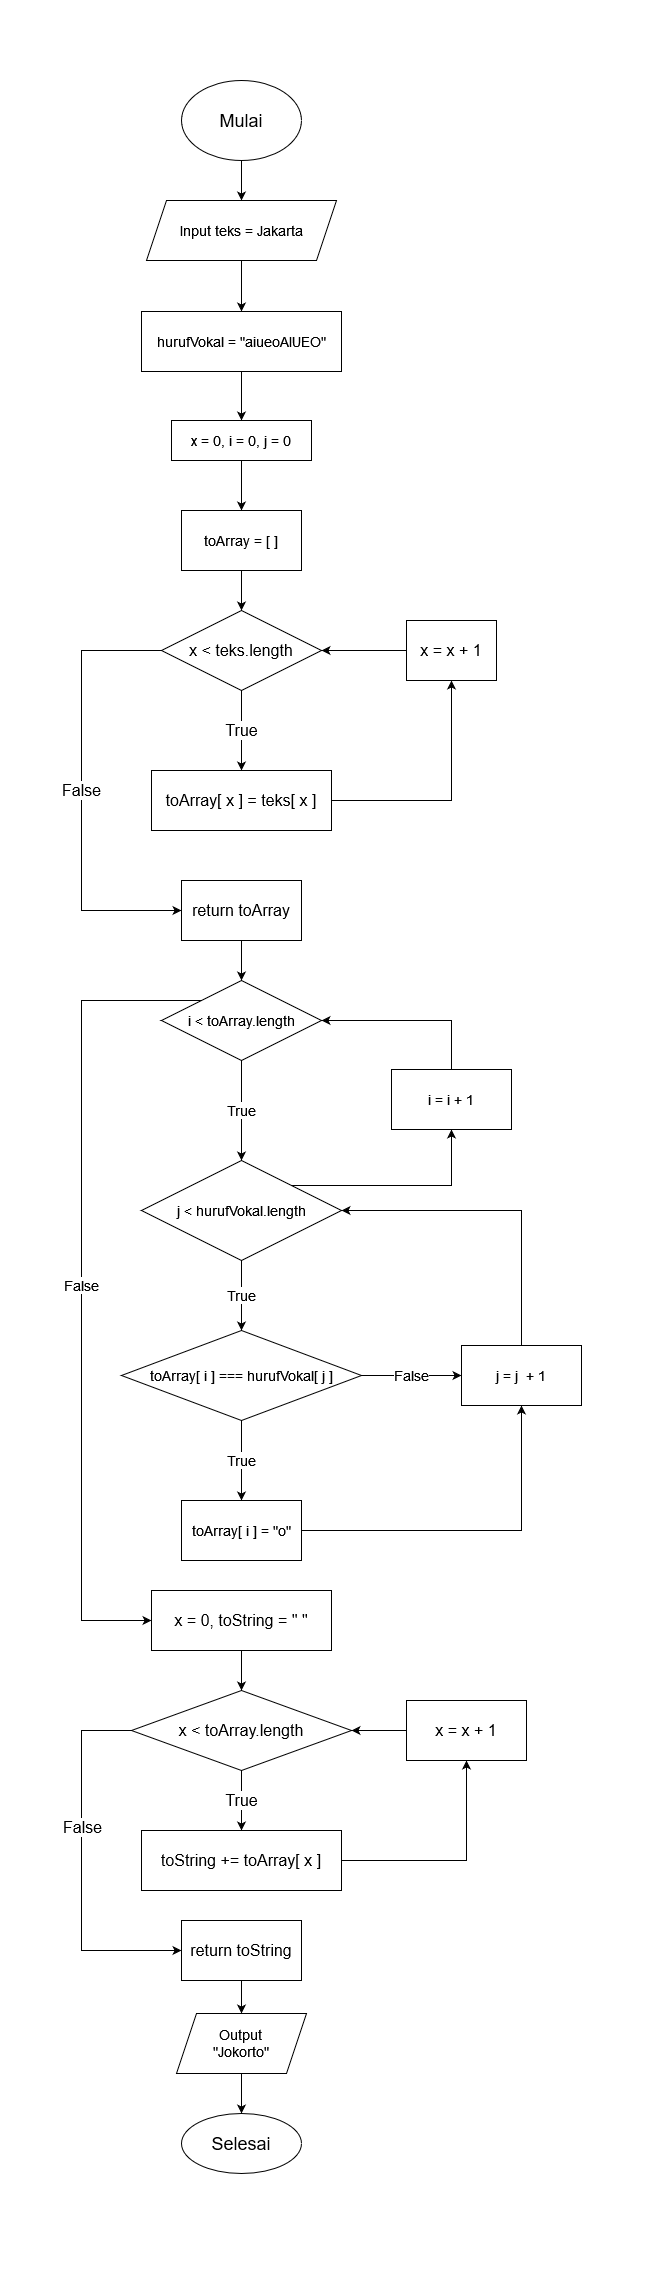 Mulai
Input teks = Jakarta
hurufVokal = "aiueoAIUEO"
x = 0, i = 0, j = 0
toArray = [ ]
x < teks.length
x = x + 1
True
False
toArray[ x ] = teks[ x ]
return toArray
i < toArray.length
i = i + 1
True
j < hurufVokal.length
False
True
toArray[ i ] === hurufVokal[ j ]
False
j = j  + 1
True
toArray[ i ] = "o"
x = 0, toString = " "
x < toArray.length
x = x + 1
True
False
toString += toArray[ x ]
return toString
Output
"Jokorto"
Selesai